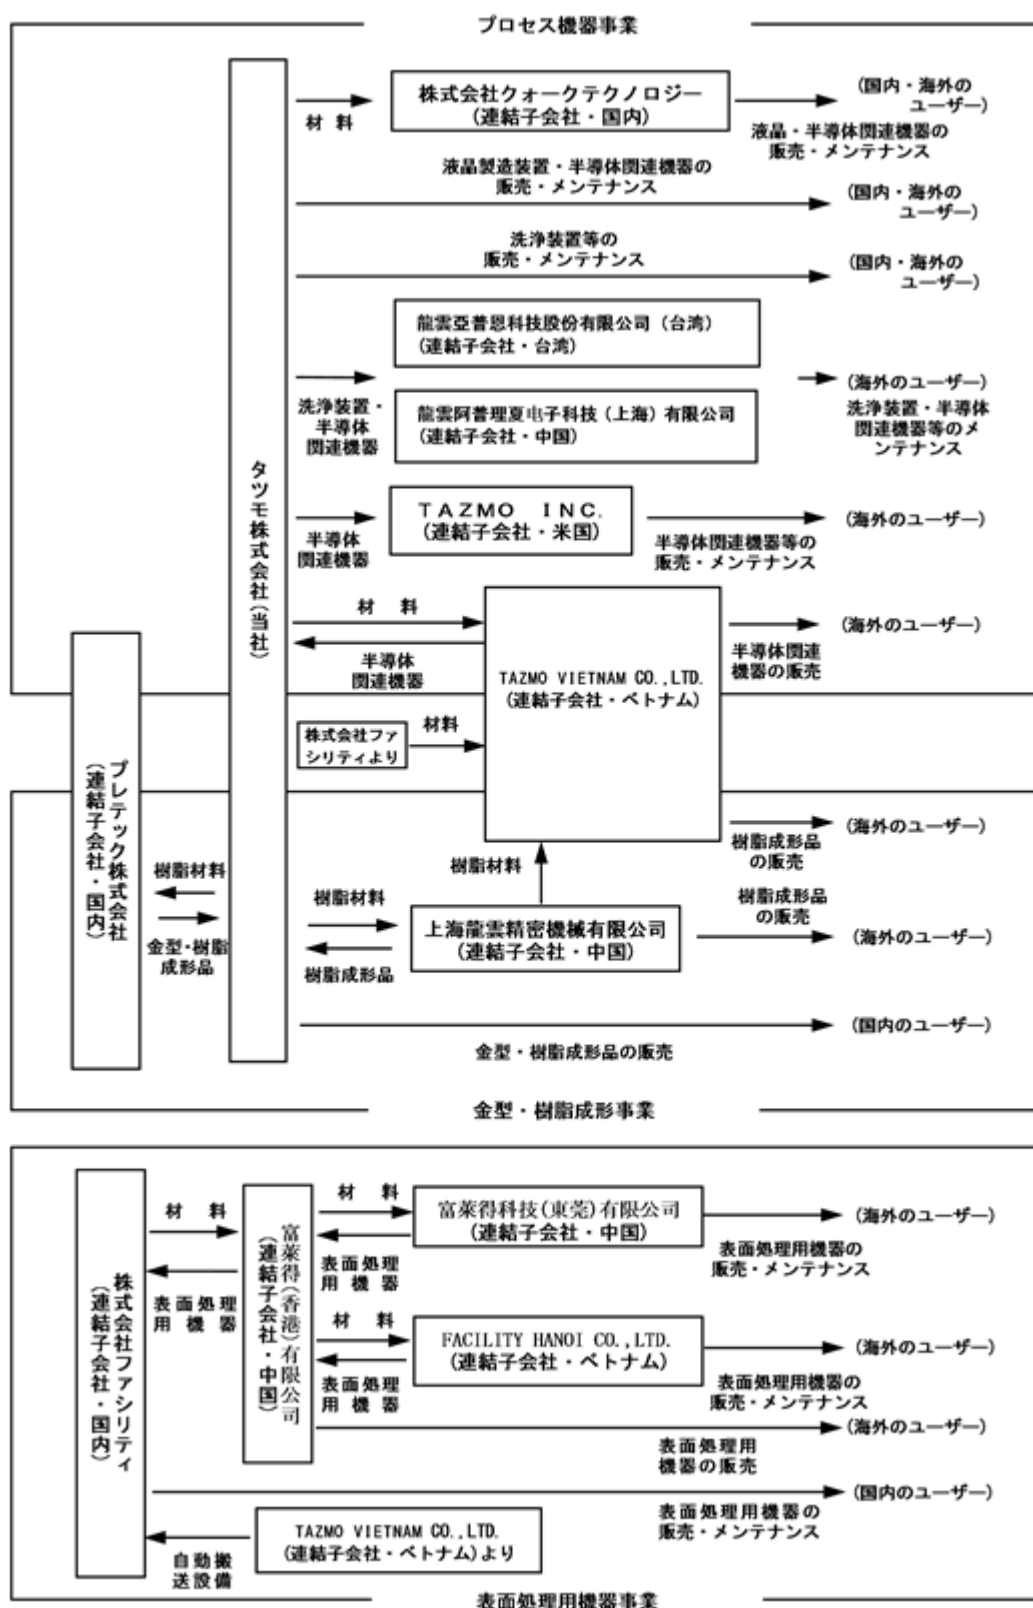 プロセス機器事業
株式会社クォークテクノロジー
(連結子会社・国内)
材 料
(国内・海外の
ユーザー)
液晶・半導体関連機器の
販売・メンテナンス
液晶製造装置・半導体関連機器の
販売・メンテナンス
(国内・海外の
ユーザー)
洗浄装置等の
販売・メンテナンス
(国内・海外の
ユーザー)
龍雲亞普恩科技股份有限公司(台湾)
(連結子会社・台湾)
龍雲阿普理夏电子科技(上海)有限公司
(連結子会社・中国)
洗浄装置・
半導体
関連機器
(海外のユーザー)
洗浄装置・半導体
関連機器等のメ
ンテナンス
タツモ株式会社(当社)
TAZMO INC.
(連結子会社・米国)
半導体
関連機器
(海外のユーザー)
半導体関連機器等の
販売・メンテナンス
材 料
半導体
関連機器
TAZMO VIETNAM CO.,LTD.
(連結子会社・ベトナム)
(海外のユーザー)
半導体関連
機器の販売
株式会社ファ
シリティより
材料
プレテック株式会社
(連結子会社・国内)
(海外のユーザー)
樹脂成形品
の販売
樹脂材料
樹脂材料
金型・樹脂
成形品
樹脂材料
樹脂成形品
上海龍雲精密機械有限公司
(連結子会社・中国)
樹脂成形品
の販売
(海外のユーザー)
(国内のユーザー)
金型・樹脂成形品の販売
金型・樹脂成形事業
株式会社ファシリティ
(連結子会社・国内)
材 料
表面処理
用機器
富萊得(香港)有限公司
(連結子会社・中国)
材 料
表面処理
用機器
富萊得科技(東莞)有限公司
(連結子会社・中国)
(海外のユーザー)
表面処理用機器の
販売・メンテナンス
材 料
表面処理
用機器
FACILITY HANOI CO.,LTD.
(連結子会社・ベトナム)
(海外のユーザー)
表面処理用機器の
販売・メンテナンス
(海外のユーザー)
表面処理用
機器の販売
(国内のユーザー)
表面処理用機器の
販売・メンテナンス
TAZMO VIETNAM CO.,LTD.
(連結子会社・ベトナム)より
自動搬
送設備
表面処理用機器事業